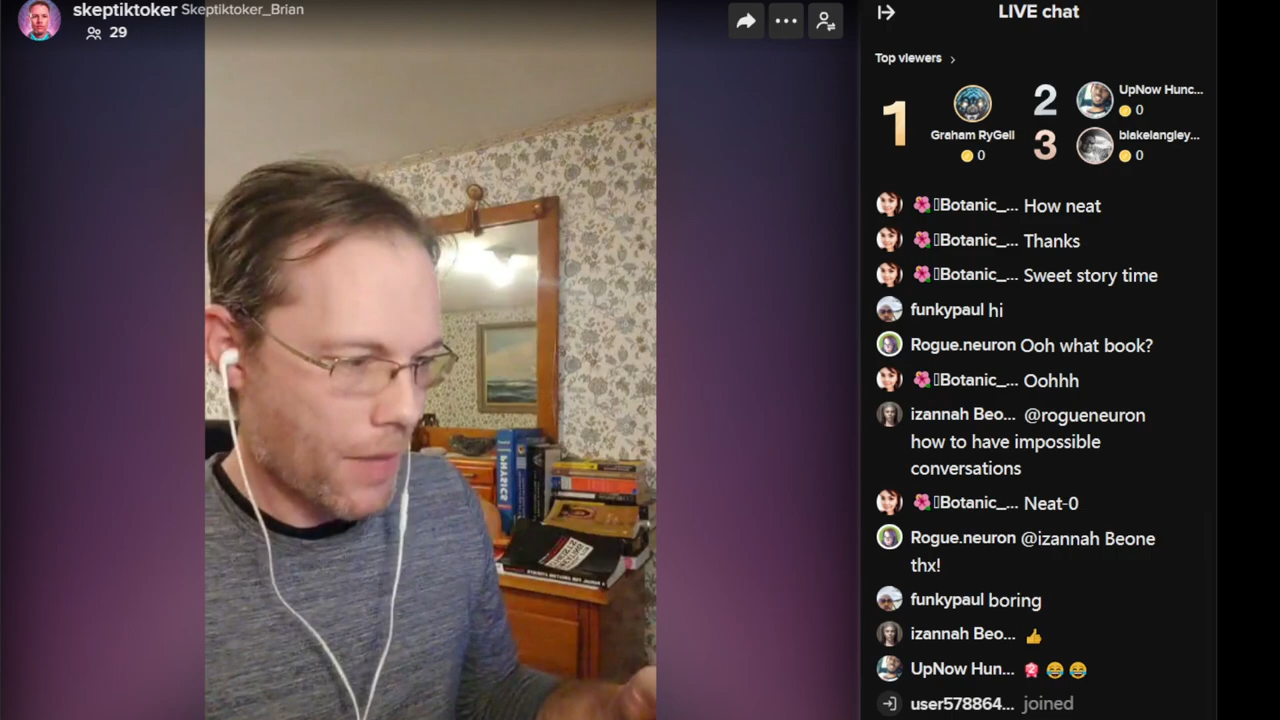 skeptiktoker Skeptiktoker_Brian
29
LIVE chat
Top viewers
1
Graham RyGell
0
2
UpNow Hunc...
0
3
blakelangley...
0
Botanic_... How neat
Botanic_... Thanks
Botanic_... Sweet story time
funkypaul hi
Rogue.neuron Ooh what book?
Botanic_... Oohhh
izannah Beo... @rogueneuron
how to have impossible
conversations
Botanic_... Neat-0
Rogue.neuron @izannah Beone
thx!
funkypaul boring
izannah Beo... 👍
UpNow Hun... 😂 😂
user578864... joined
PHYSICS